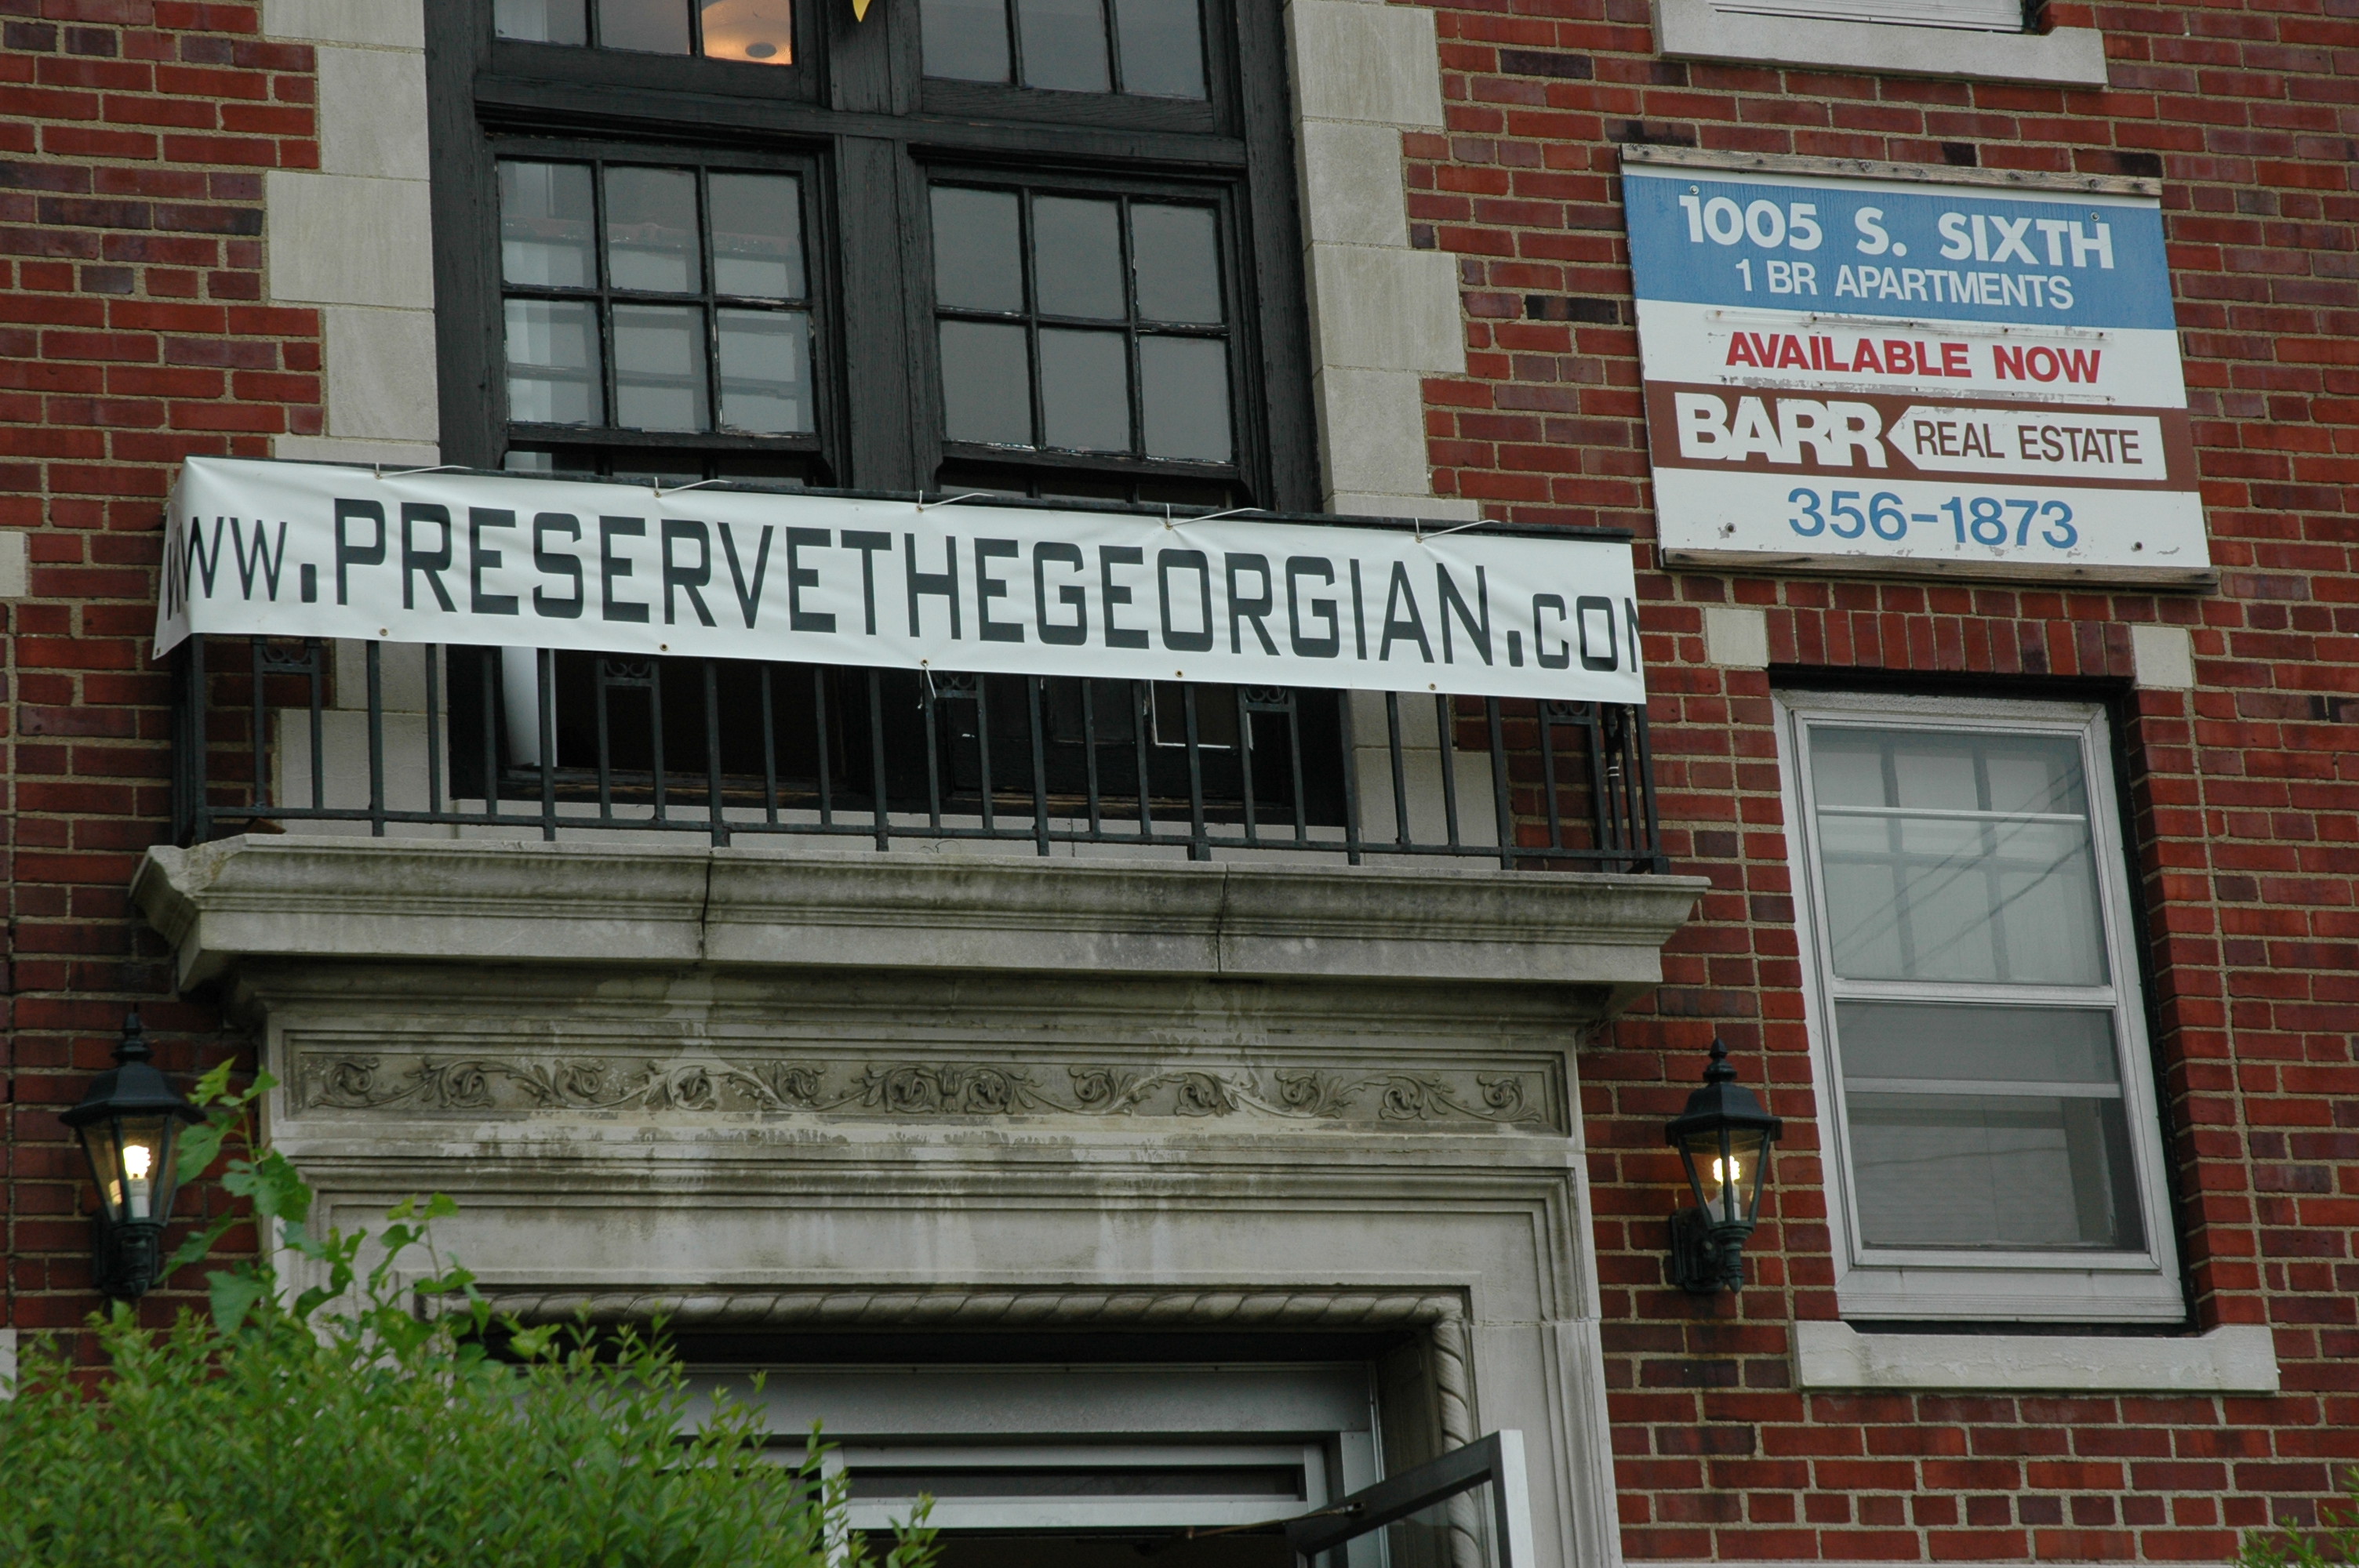 WWW.PRESERVETHEGEORGIAN.COM
1005 S. SIXTH
1 BR APARTMENTS
AVAILABLE NOW
BARR REAL ESTATE
356-1873